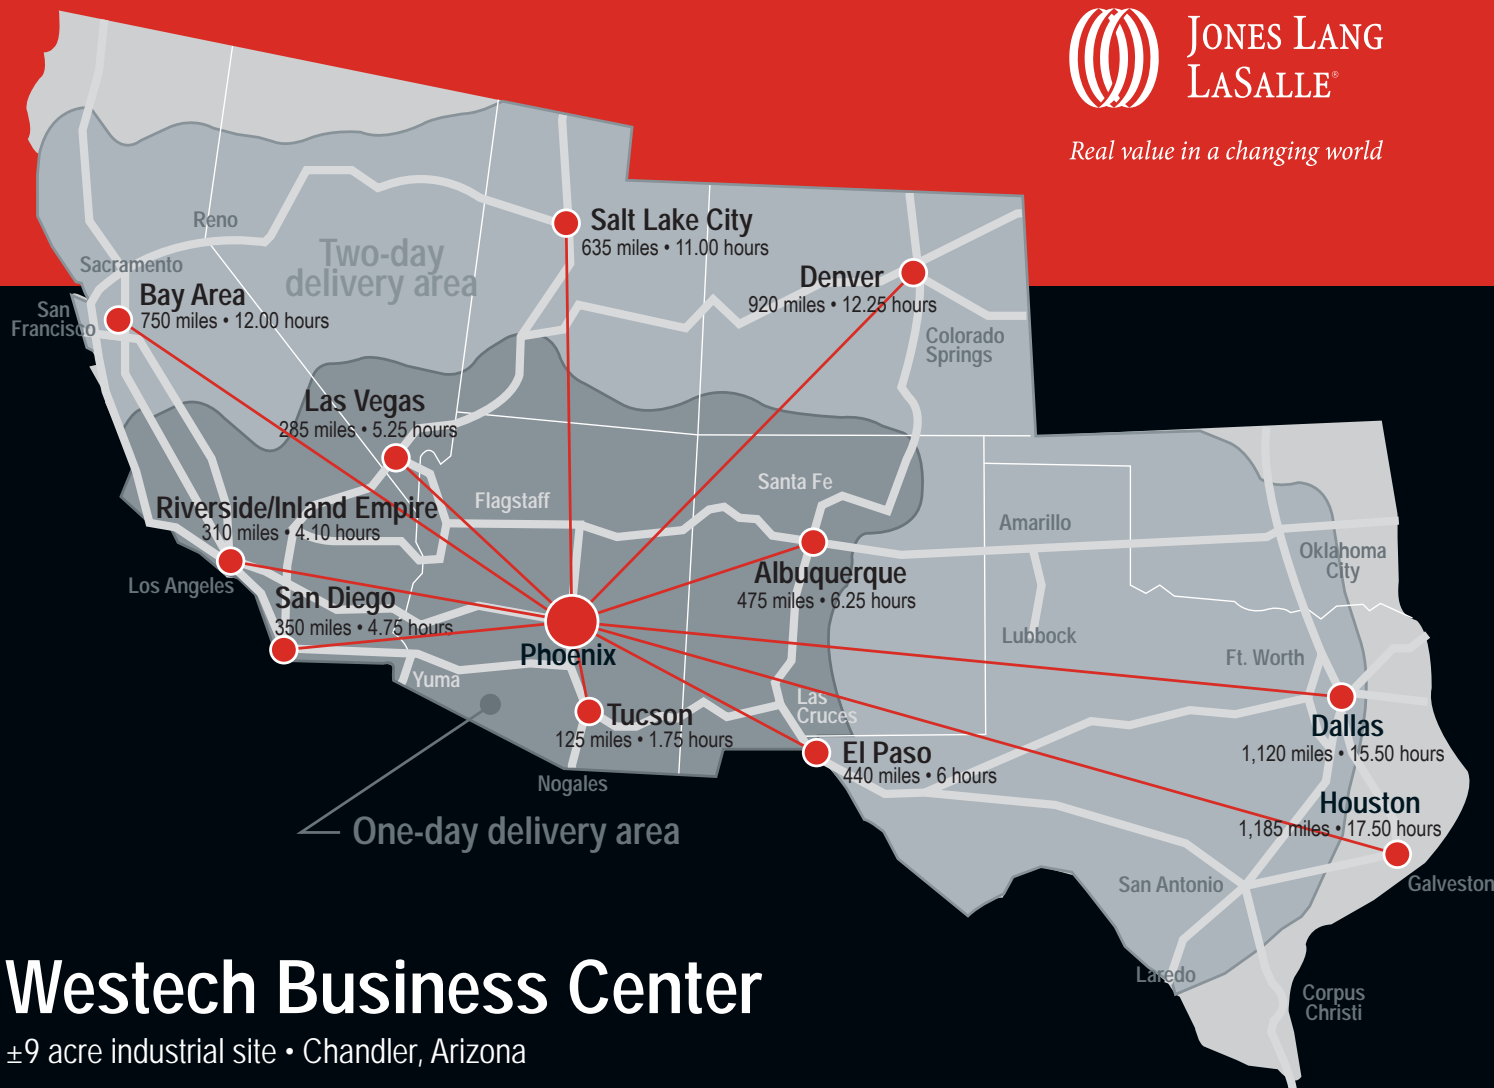 JONES LANG
LASALLE®
Real value in a changing world
Reno
Two-day
delivery area
Salt Lake City
635 miles • 11.00 hours
Denver
920 miles • 12.25 hours
Sacramento
Bay Area
750 miles • 12.00 hours
San
Francisco
Colorado
Springs
Las Vegas
285 miles • 5.25 hours
Flagstaff
Santa Fe
Riverside/Inland Empire
310 miles • 4.10 hours
Amarillo
Oklahoma
City
Los Angeles
San Diego
350 miles • 4.75 hours
Albuquerque
475 miles • 6.25 hours
Phoenix
Lubbock
Ft. Worth
Yuma
Las
Cruces
Tucson
125 miles • 1.75 hours
Dallas
1,120 miles • 15.50 hours
El Paso
440 miles • 6 hours
Nogales
Houston
1,185 miles • 17.50 hours
One-day delivery area
San Antonio
Galveston
Laredo
Corpus
Christi
Westech Business Center
±9 acre industrial site • Chandler, Arizona